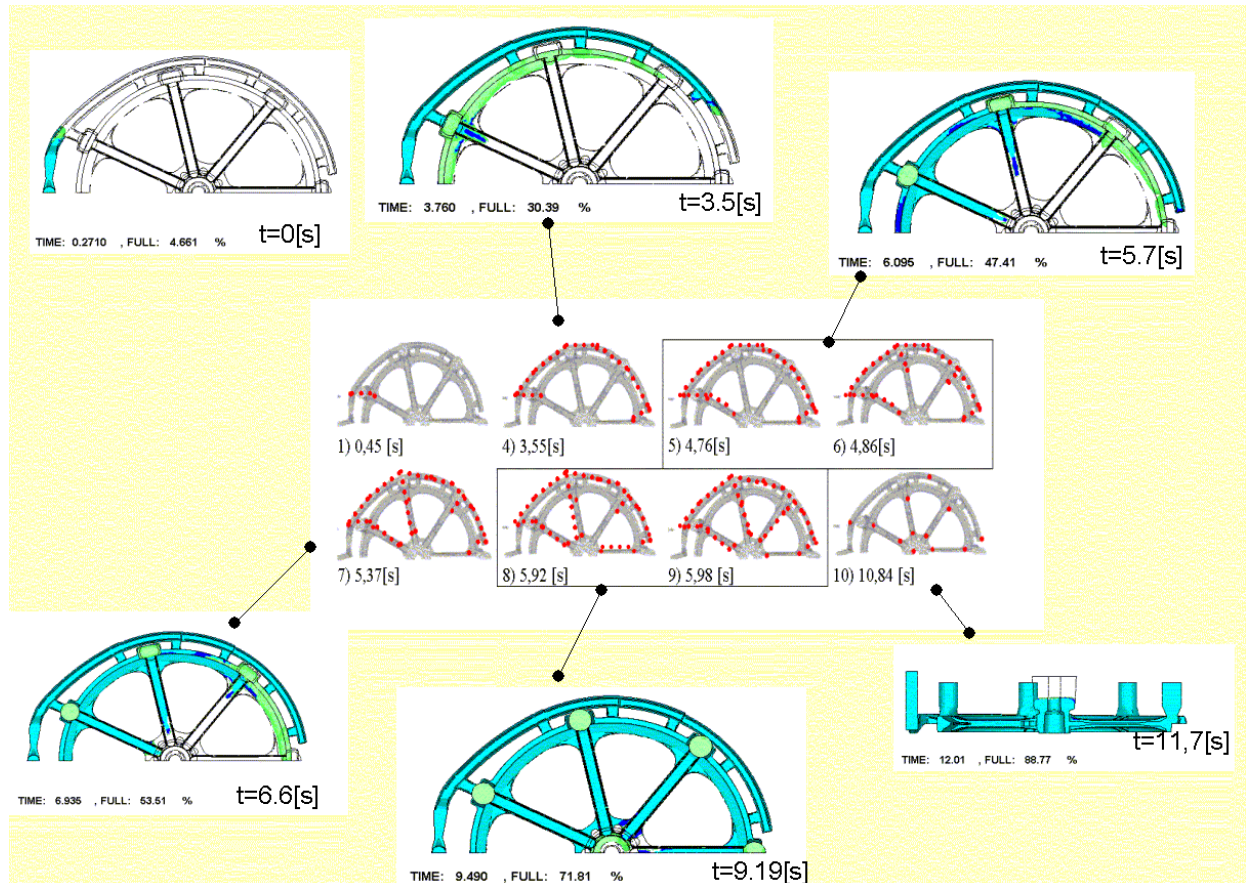 t=0[s]
TIME: 0.2710 , FULL: 4.661 %
t=3.5[s]
TIME: 3.760 , FULL: 30.39 %
t=5.7[s]
TIME: 6.095 , FULL: 47.41 %
1) 0,45 [s]
4) 3,55[s]
5) 4,76[s]
6) 4,86[s]
7) 5,37[s]
8) 5,92 [s]
9) 5,98 [s]
10) 10,84 [s]
t=6.6[s]
TIME: 6.935 , FULL: 53.51 %
t=9.19[s]
TIME: 9.490 , FULL: 71.81 %
t=11,7[s]
TIME: 12.01 , FULL: 88.77 %